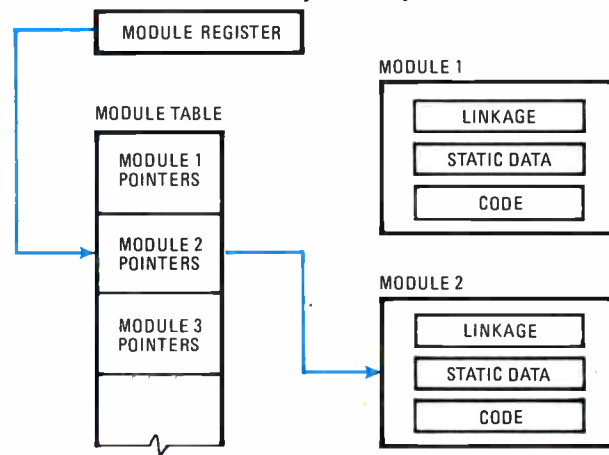 MODULE REGISTER
MODULE TABLE
MODULE 1
POINTERS
MODULE 2
POINTERS
MODULE 3
POINTERS
MODULE 1
LINKAGE
STATIC DATA
CODE
MODULE 2
LINKAGE
STATIC DATA
CODE